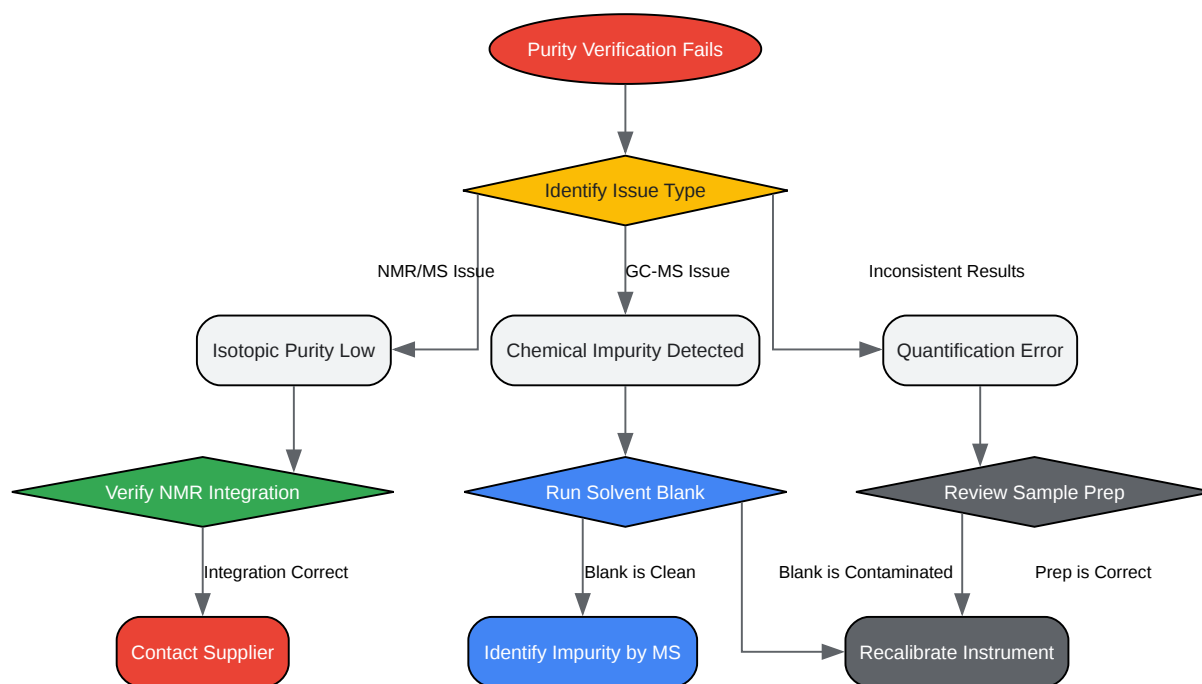 Purity Verification Fails
Identify Issue Type
NMR/MS Issue
GC-MS Issue
Inconsistent Results
Isotopic Purity Low
Chemical Impurity Detected
Quantification Error
Verify NMR Integration
Run Solvent Blank
Review Sample Prep
Integration Correct
Blank is Clean
Blank is Contaminated
Prep is Correct
Contact Supplier
Identify Impurity by MS
Recalibrate Instrument